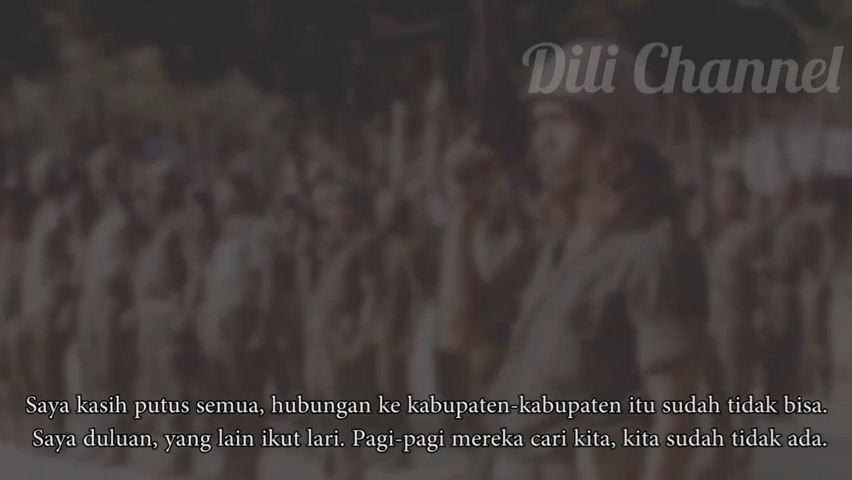 Dili Channel
Saya kasih putus semua, hubungan ke kabupaten-kabupaten itu sudah tidak bisa.
Saya duluan, yang lain ikut lari. Pagi-pagi mereka cari kita, kita sudah tidak ada.